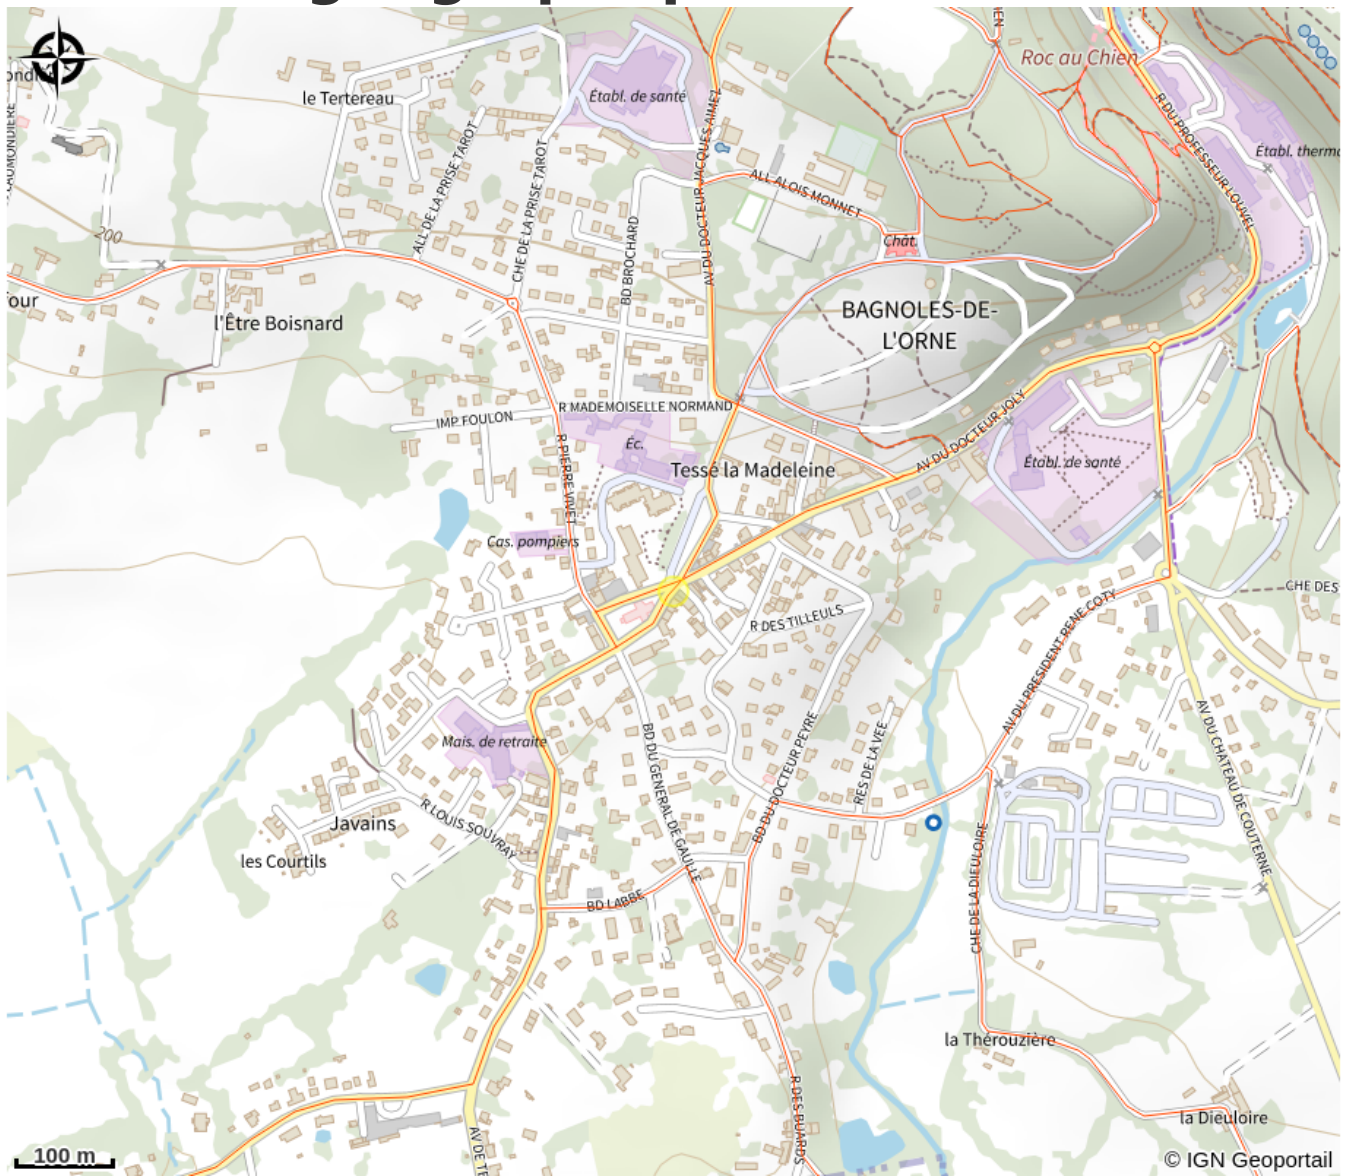 Roc au Chien
le Tertereau
Établ. de santé
R DU PROFESSEUR LOUVEL
ALL DE LA PRISE TAROT
CHE DE LA PRISE TAROT
AV DU DOCTEUR JACQUES AIMEZ
ALL ALOIS MONNET
200
BD BROCHARD
Chât.
l'Être Boisnard
BAGNOLES-DE-
L'ORNE
IMP FOULON
R MADEMOISELLE NORMAND
R PIERRE VIVET
Éc.
Tessé la Madeleine
AV DU DOCTEUR JOLY
Établ. de santé
Cas. pompiers
CHE DES
R DES TILLEULS
AV DU PRESIDENT RENE COTY
Mais. de retraite
BD DU GENERAL DE GAULLE
BD DU DOCTEUR PEYRE
RES DE LA VEE
AV DU CHATEAU DE COUTERNE
R LOUIS SOUVRAY
Javains
les Courtils
BD LABBE
CHE DE LA DIEULOIRE
la Thérouzière
R DES BUARDS
la Dieuloire
100 m
© IGN Geoportail